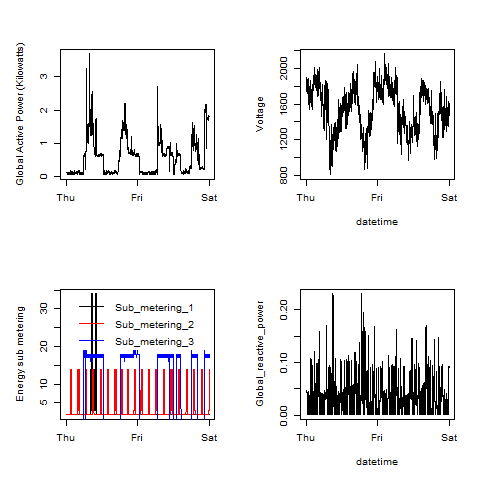 Global Active Power (Kilowatts)
0 1 2 3
Thu Fri Sat
Voltage
800 1200 1600 2000
Thu Fri Sat
datetime
Energy sub metering
5 10 20 30
Sub_metering_1
Sub_metering_2
Sub_metering_3
Thu Fri Sat
Global_reactive_power
0.00 0.10 0.20
Thu Fri Sat
datetime